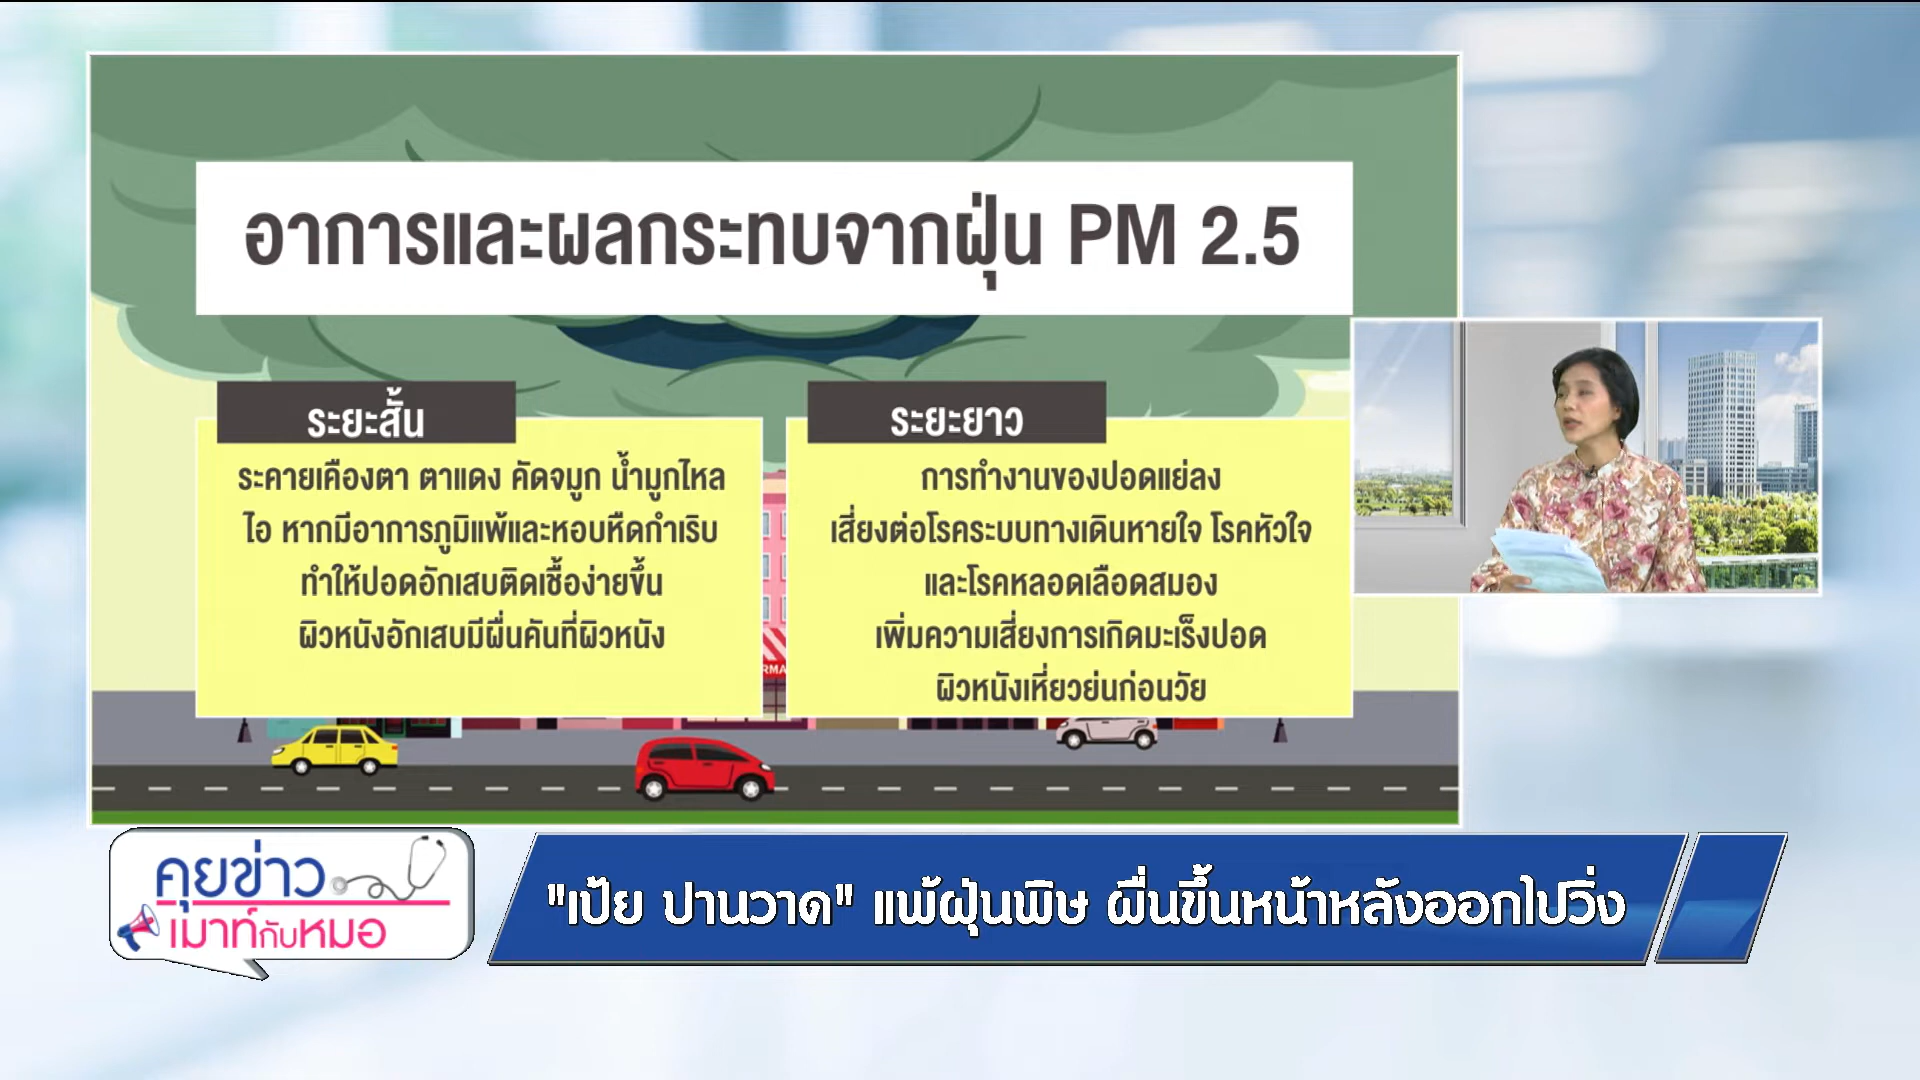 อาการและผลกระทบจากฝุ่น PM 2.5
ระยะสั้น
ระคายเคืองตา ตาแดง คัดจมูก น้ำมูกไหล
ไอ หากมีอาการภูมิแพ้และหอบหืดกำเริบ
ทำให้ปอดอักเสบติดเชื้อง่ายขึ้น
ผิวหนังอักเสบมีผื่นคันที่ผิวหนัง
ระยะยาว
การทำงานของปอดแย่ลง
เสี่ยงต่อโรคระบบทางเดินหายใจ โรคหัวใจ
และโรคหลอดเลือดสมอง
เพิ่มความเสี่ยงการเกิดมะเร็งปอด
ผิวหนังเหี่ยวย่นก่อนวัย
คุยข่าว
เมาท์กับหมอ
"เป้ย ปานวาด" แพ้ฝุ่นพิษ ผื่นขึ้นหน้าหลังออกไปวิ่ง